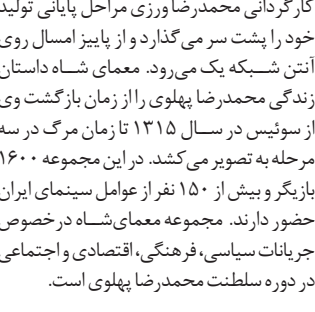 کارگردانی محمدرضا ورزی مراحل پایانی تولید
خود را پشت سر می‌گذارد و از پاییز امسال روی
آنتن شبکه یک می‌رود. معمای شاه داستان
زندگی محمدرضا پهلوی را از زمان بازگشت وی
از سوئیس در سال ۱۳۱۵ تا زمان مرگ در سه
مرحله به تصویر می‌کشد. در این مجموعه ۱۶۰۰
بازیگر و بیش از ۱۵۰ نفر از عوامل سینمای ایران
حضور دارند. مجموعه معمای شاه در خصوص
جریانات سیاسی، فرهنگی، اقتصادی و اجتماعی
در دوره سلطنت محمدرضا پهلوی است.